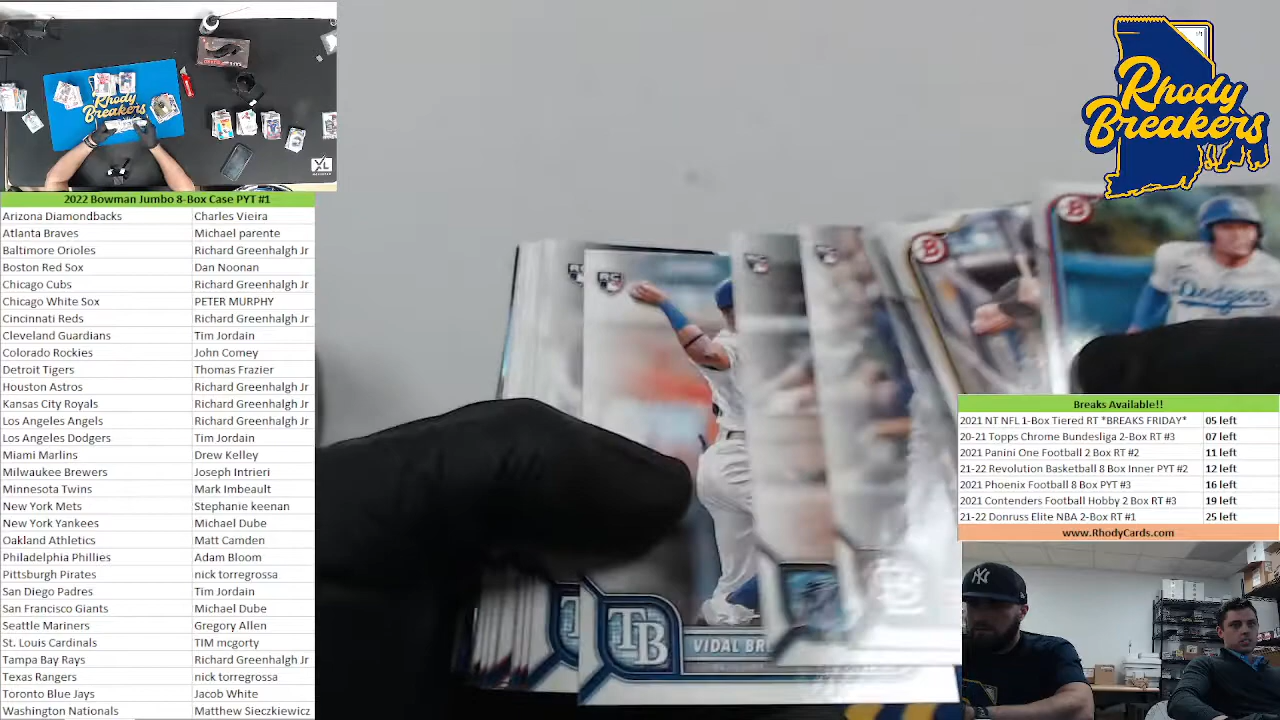 Rhody
Breakers
XL
2022 Bowman Jumbo 8-Box Case PYT #1
Arizona Diamondbacks Charles Vieira
Atlanta Braves Michael parente
Baltimore Orioles Richard Greenhalgh Jr
Boston Red Sox Dan Noonan
Chicago Cubs Richard Greenhalgh Jr
Chicago White Sox PETER MURPHY
Cincinnati Reds Richard Greenhalgh Jr
Cleveland Guardians Tim Jordain
Colorado Rockies John Comey
Detroit Tigers Thomas Frazier
Houston Astros Richard Greenhalgh Jr
Kansas City Royals Richard Greenhalgh Jr
Los Angeles Angels Richard Greenhalgh Jr
Los Angeles Dodgers Tim Jordain
Miami Marlins Drew Kelley
Milwaukee Brewers Joseph Intrieri
Minnesota Twins Mark Imbeault
New York Mets Stephanie keenan
New York Yankees Michael Dube
Oakland Athletics Matt Camden
Philadelphia Phillies Adam Bloom
Pittsburgh Pirates nick torregrossa
San Diego Padres Tim Jordain
San Francisco Giants Michael Dube
Seattle Mariners Gregory Allen
St. Louis Cardinals TIM mcgorty
Tampa Bay Rays Richard Greenhalgh Jr
Texas Rangers nick torregrossa
Toronto Blue Jays Jacob White
Washington Nationals Matthew Sieczkiewicz
RC
B
B
Dodgers
TB
VIDAL BR
Rhody
Breakers
Breaks Available!!
2021 NT NFL 1-Box Tiered RT *BREAKS FRIDAY* 05 left
20-21 Topps Chrome Bundesliga 2-Box RT #3 07 left
2021 Panini One Football 2 Box RT #2 11 left
21-22 Revolution Basketball 8 Box Inner PYT #2 12 left
2021 Phoenix Football 8 Box PYT #3 16 left
2021 Contenders Football Hobby 2 Box RT #3 19 left
21-22 Donruss Elite NBA 2-Box RT #1 25 left
www.RhodyCards.com